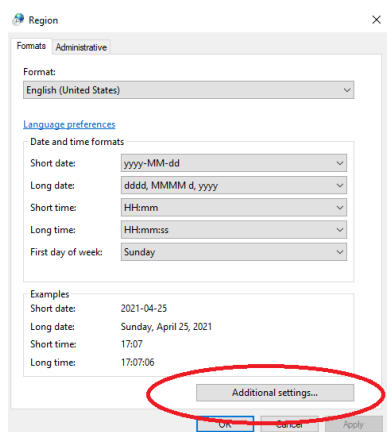 Region
Formats Administrative
Format:
English (United States)
Language preferences
Date and time formats
Short date: yyyy-MM-dd
Long date: dddd, MMMM d, yyyy
Short time: HH:mm
Long time: HH:mm:ss
First day of week: Sunday
Examples
Short date: 2021-04-25
Long date: Sunday, April 25, 2021
Short time: 17:07
Long time: 17:07:06
Additional settings...
OK Cancel Apply